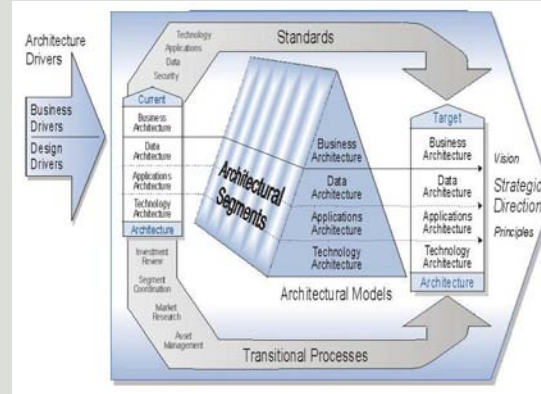 Architecture
Drivers
Business
Drivers
Design
Drivers
Technology
Applications
Data
Security
Standards
Current
Business
Architecture
Data
Architecture
Applications
Architecture
Technology
Architecture
Architecture
Architectural
Segments
Business
Architecture
Data
Architecture
Applications
Architecture
Technology
Architecture
Architectural Models
Target
Business
Architecture
Data
Architecture
Applications
Architecture
Technology
Architecture
Architecture
Vision
Strategic
Direction
Principles
Investment
Review
Segment
Coordination
Market
Research
Asset
Management
Transitional Processes